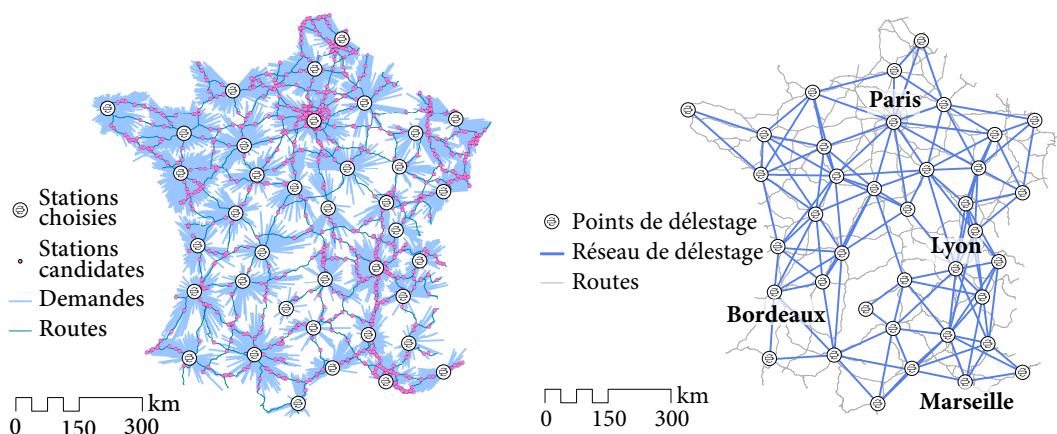 Stations
choisies
Stations
candidates
Demandes
Routes
km
0 150 300
Paris
Lyon
Bordeaux
Marseille
Points de délestage
Réseau de délestage
Routes
km
0 150 300